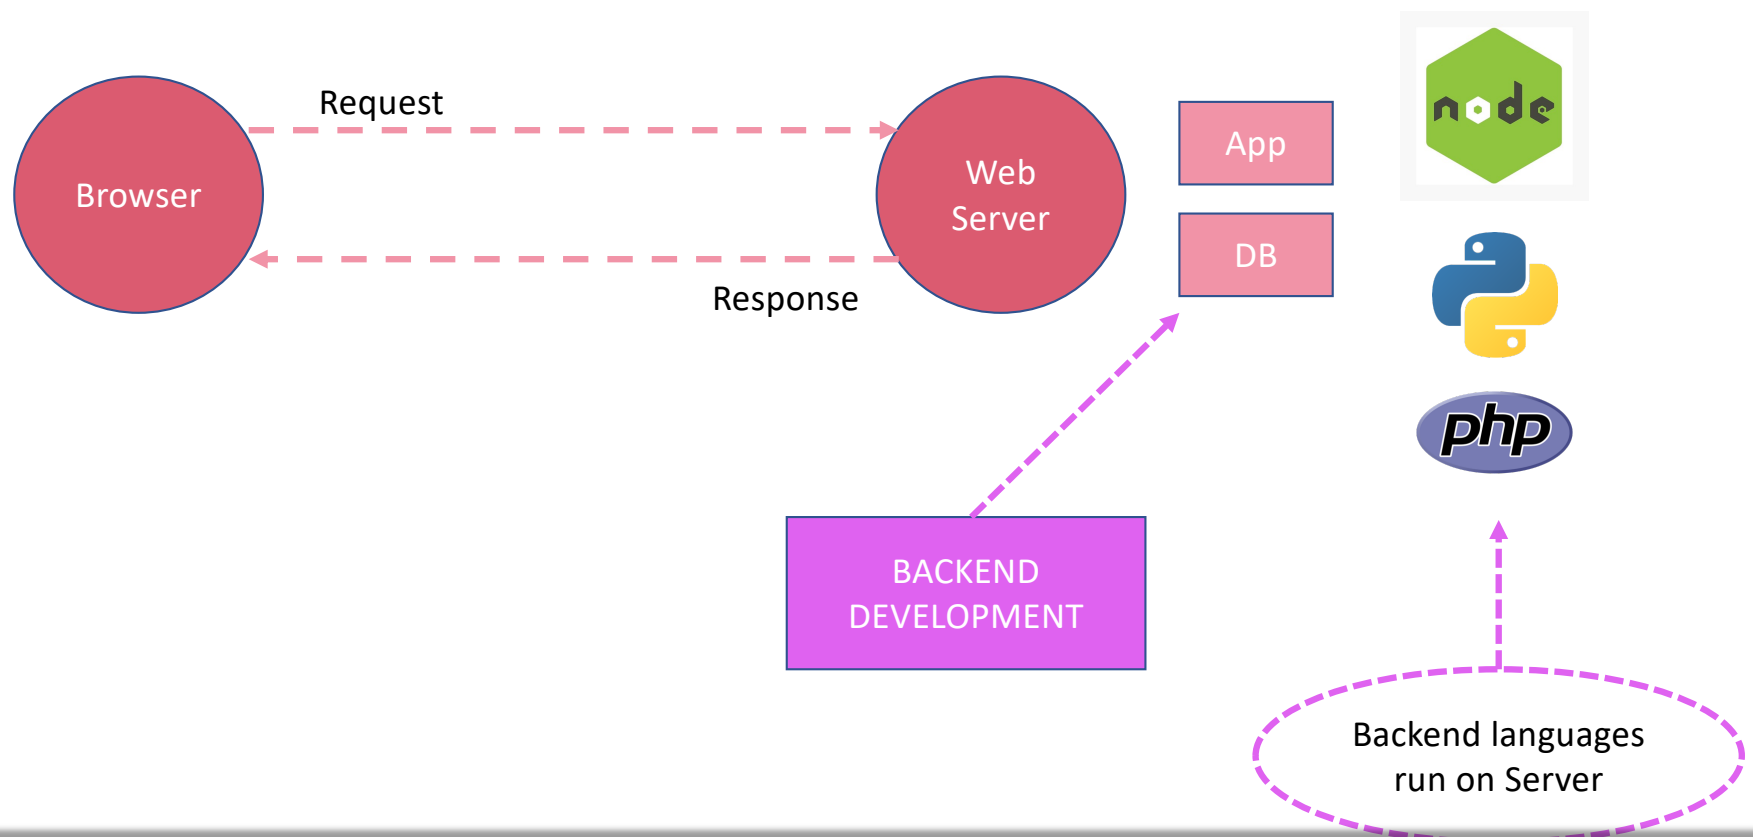 Request
Browser
Web
Server
Response
App
DB
node
php
BACKEND
DEVELOPMENT
Backend languages
run on Server